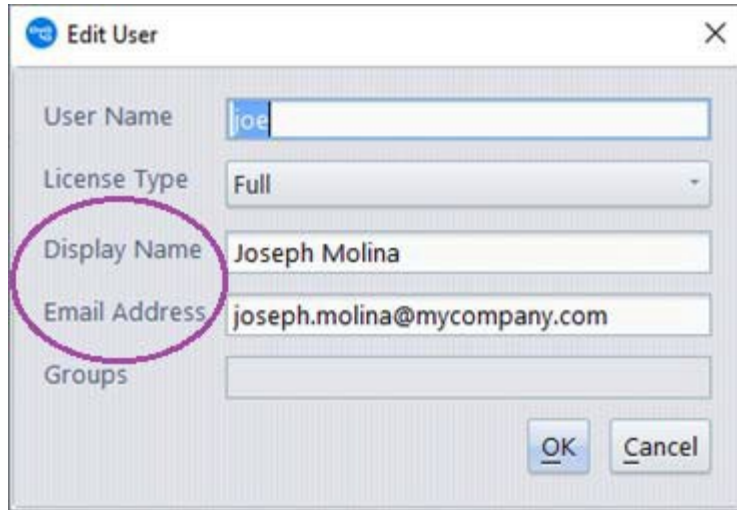 Edit User
User Name joe
License Type Full
Display Name Joseph Molina
Email Address joseph.molina@mycompany.com
Groups
OK Cancel